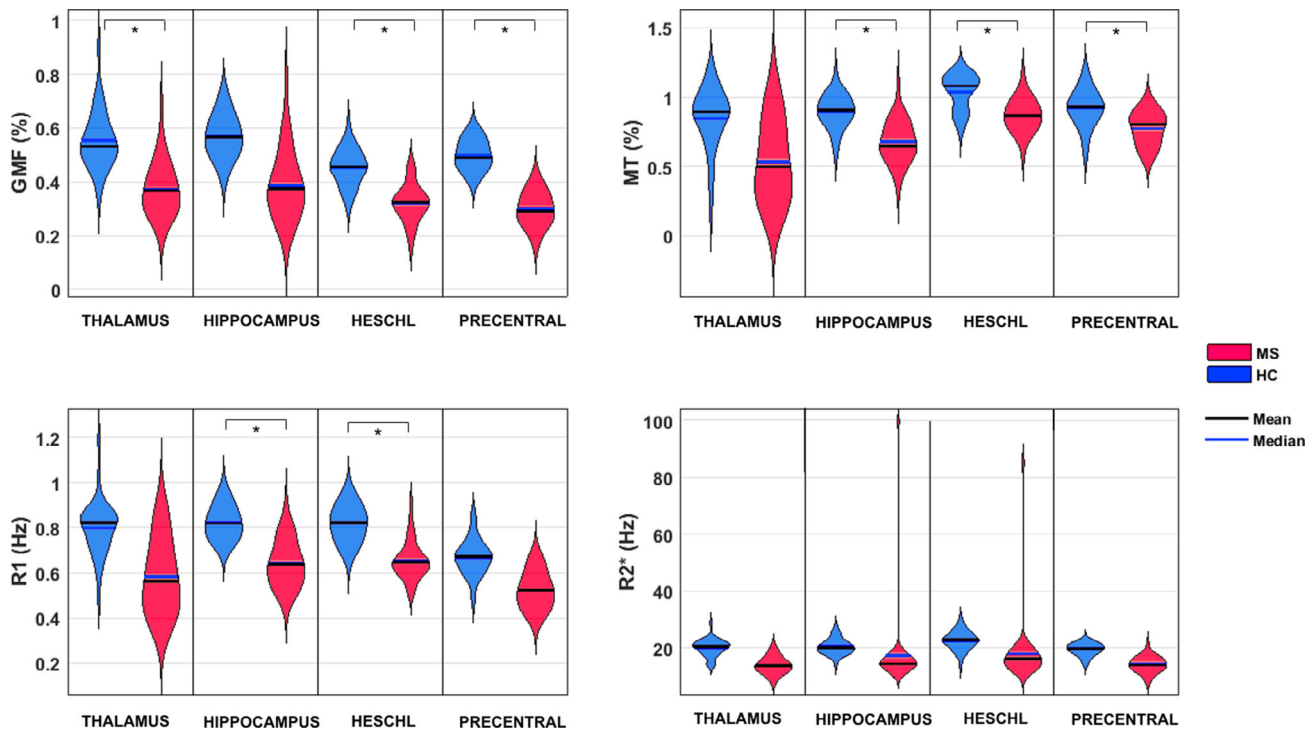 GMF (%)
1
0.8
0.6
0.4
0.2
0
* * *
THALAMUS HIPPOCAMPUS HESCHL PRECENTRAL
MT (%)
1.5
1
0.5
0
* * *
THALAMUS HIPPOCAMPUS HESCHL PRECENTRAL
MS
HC
Mean
Median
R1 (Hz)
1.2
1
0.8
0.6
0.4
0.2
* *
THALAMUS HIPPOCAMPUS HESCHL PRECENTRAL
R2* (Hz)
100
80
60
40
20
THALAMUS HIPPOCAMPUS HESCHL PRECENTRAL